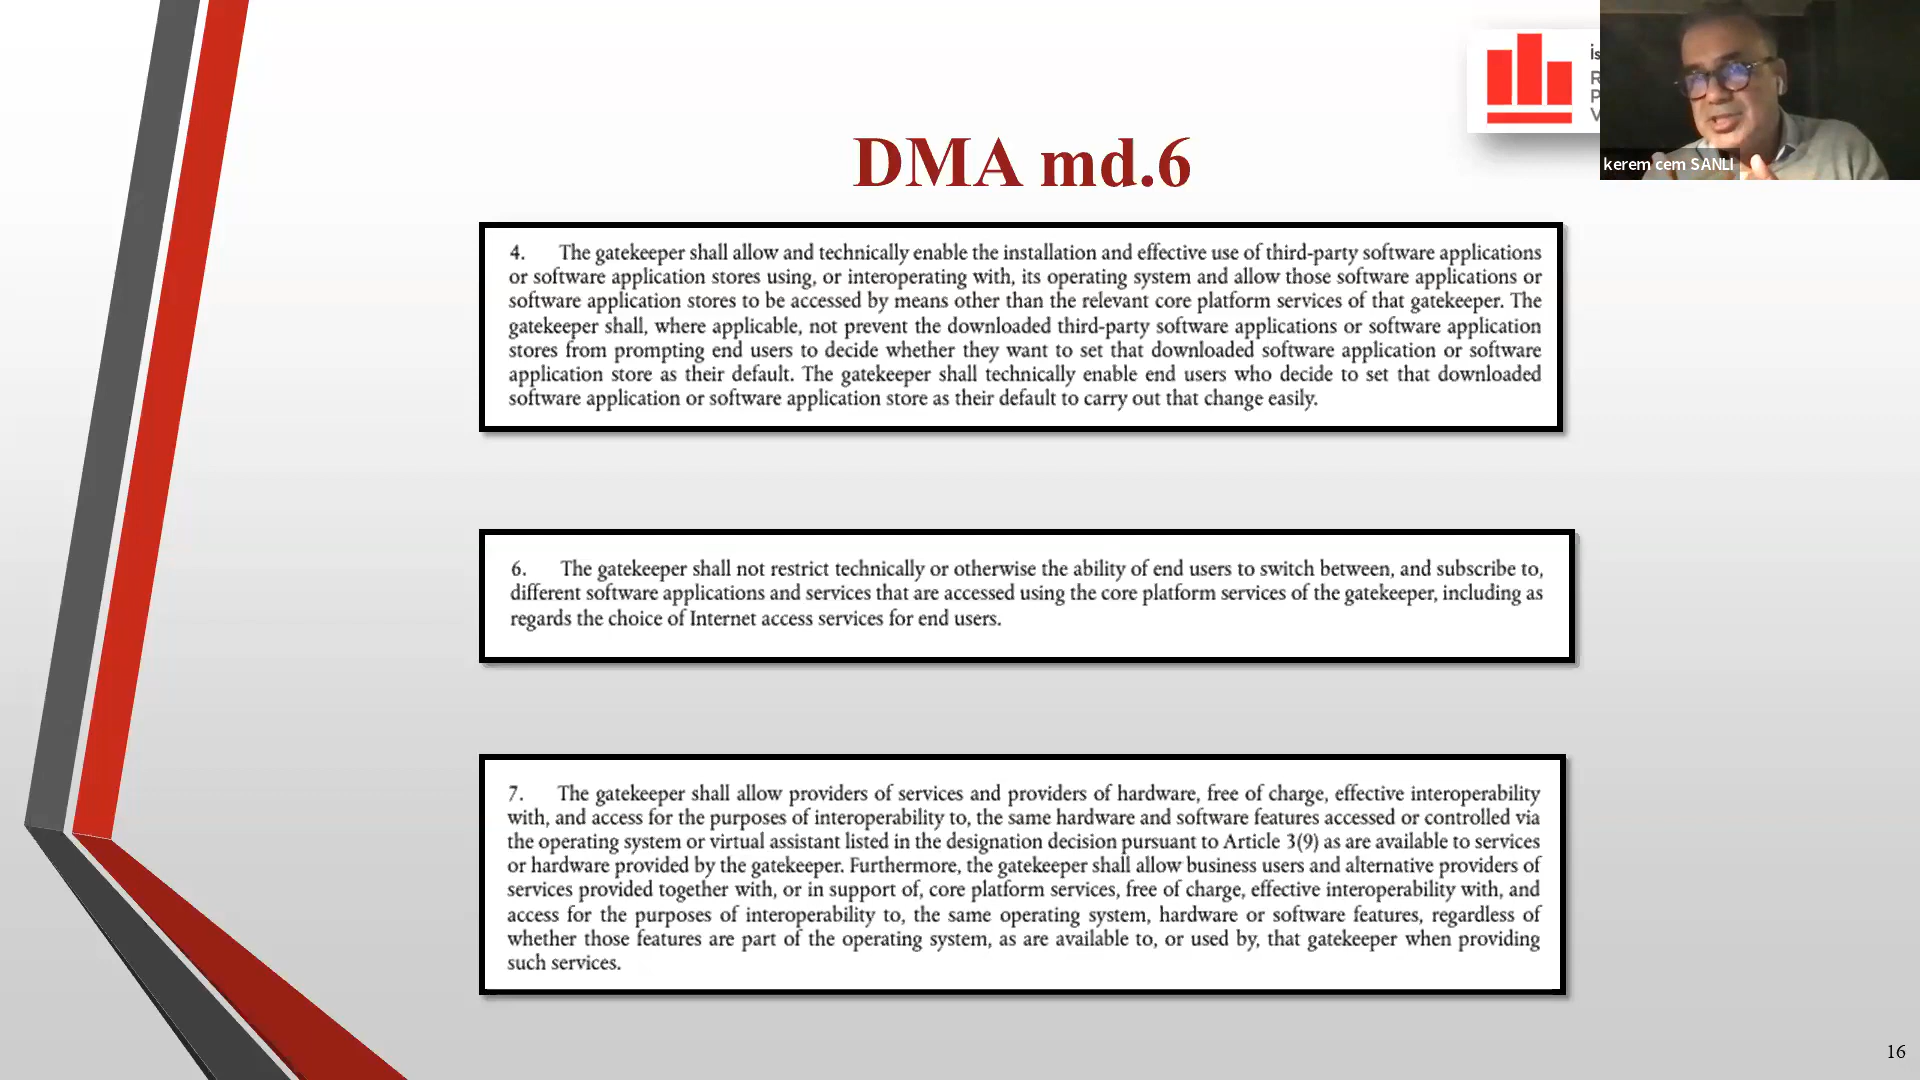 DMA md.6
kerem cem SANLI
4. The gatekeeper shall allow and technically enable the installation and effective use of third-party software applications
or software application stores using, or interoperating with, its operating system and allow those software applications or
software application stores to be accessed by means other than the relevant core platform services of that gatekeeper. The
gatekeeper shall, where applicable, not prevent the downloaded third-party software applications or software application
stores from prompting end users to decide whether they want to set that downloaded software application or software
application store as their default. The gatekeeper shall technically enable end users who decide to set that downloaded
software application or software application store as their default to carry out that change easily.
6. The gatekeeper shall not restrict technically or otherwise the ability of end users to switch between, and subscribe to,
different software applications and services that are accessed using the core platform services of the gatekeeper, including as
regards the choice of Internet access services for end users.
7. The gatekeeper shall allow providers of services and providers of hardware, free of charge, effective interoperability
with, and access for the purposes of interoperability to, the same hardware and software features accessed or controlled via
the operating system or virtual assistant listed in the designation decision pursuant to Article 3(9) as are available to services
or hardware provided by the gatekeeper. Furthermore, the gatekeeper shall allow business users and alternative providers of
services provided together with, or in support of, core platform services, free of charge, effective interoperability with, and
access for the purposes of interoperability to, the same operating system, hardware or software features, regardless of
whether those features are part of the operating system, as are available to, or used by, that gatekeeper when providing
such services.
16